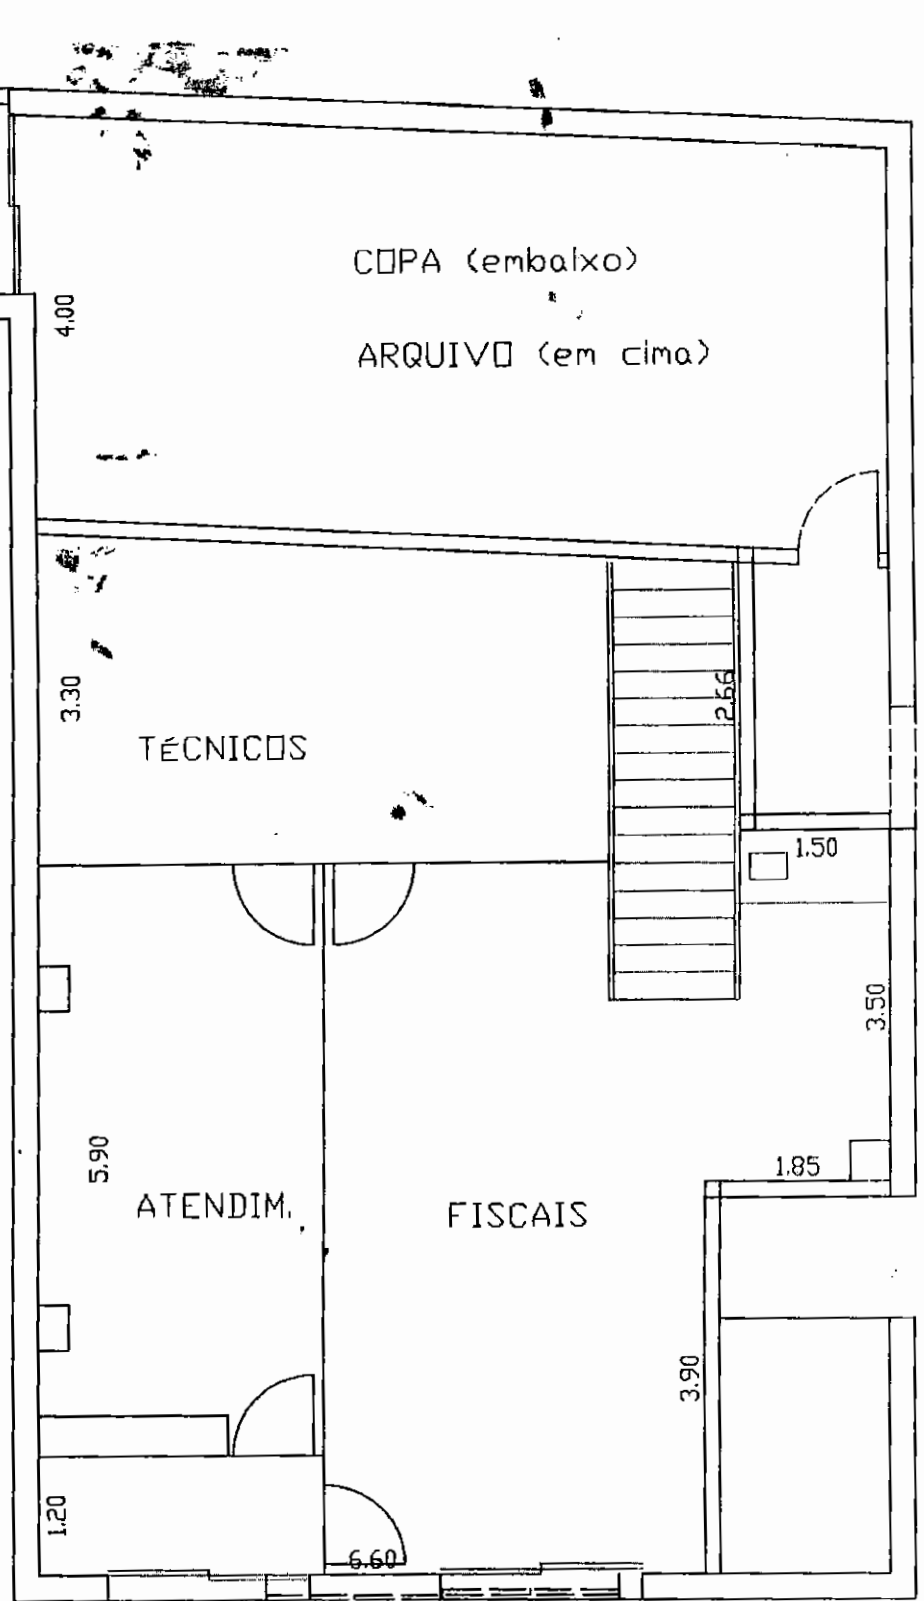 COPA (embaixo)
4.00
ARQUIVO (em cima)
3.30
2.66
TÉCNICOS
1.50
3.50
5.90
1.85
ATENDIM.
FISCAIS
3.90
1.20
6.60